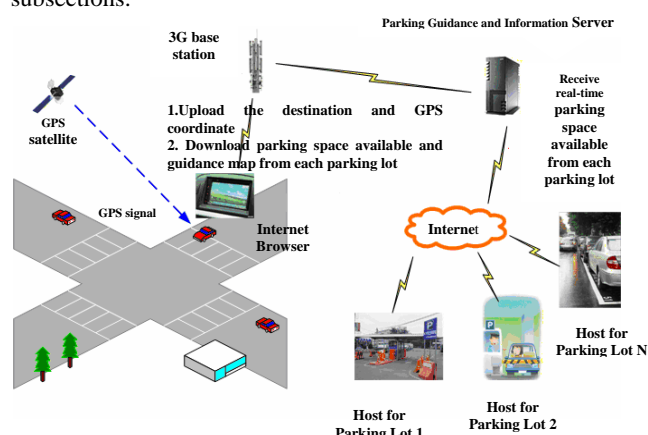 subsections.
Parking Guidance and Information Server
3G base
station
Receive
real-time
parking
space
available
from each
parking lot
1.Upload the destination and GPS
coordinate
2. Download parking space available and
guidance map from each parking lot
GPS
satellite
GPS signal
Internet
Browser
Internet
Host for
Parking Lot N
Host for
Parking Lot 2
Host for
Parking Lot 1